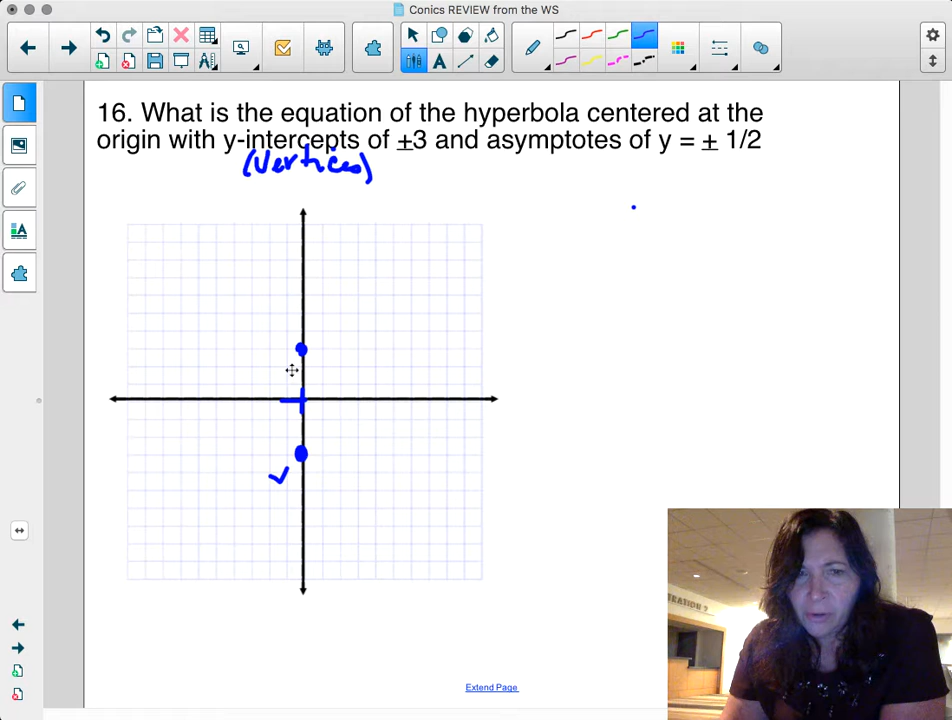 Conics REVIEW from the WS
16. What is the equation of the hyperbola centered at the
origin with y-intercepts of ±3 and asymptotes of y = ± 1/2
(vertices)
Extend Page